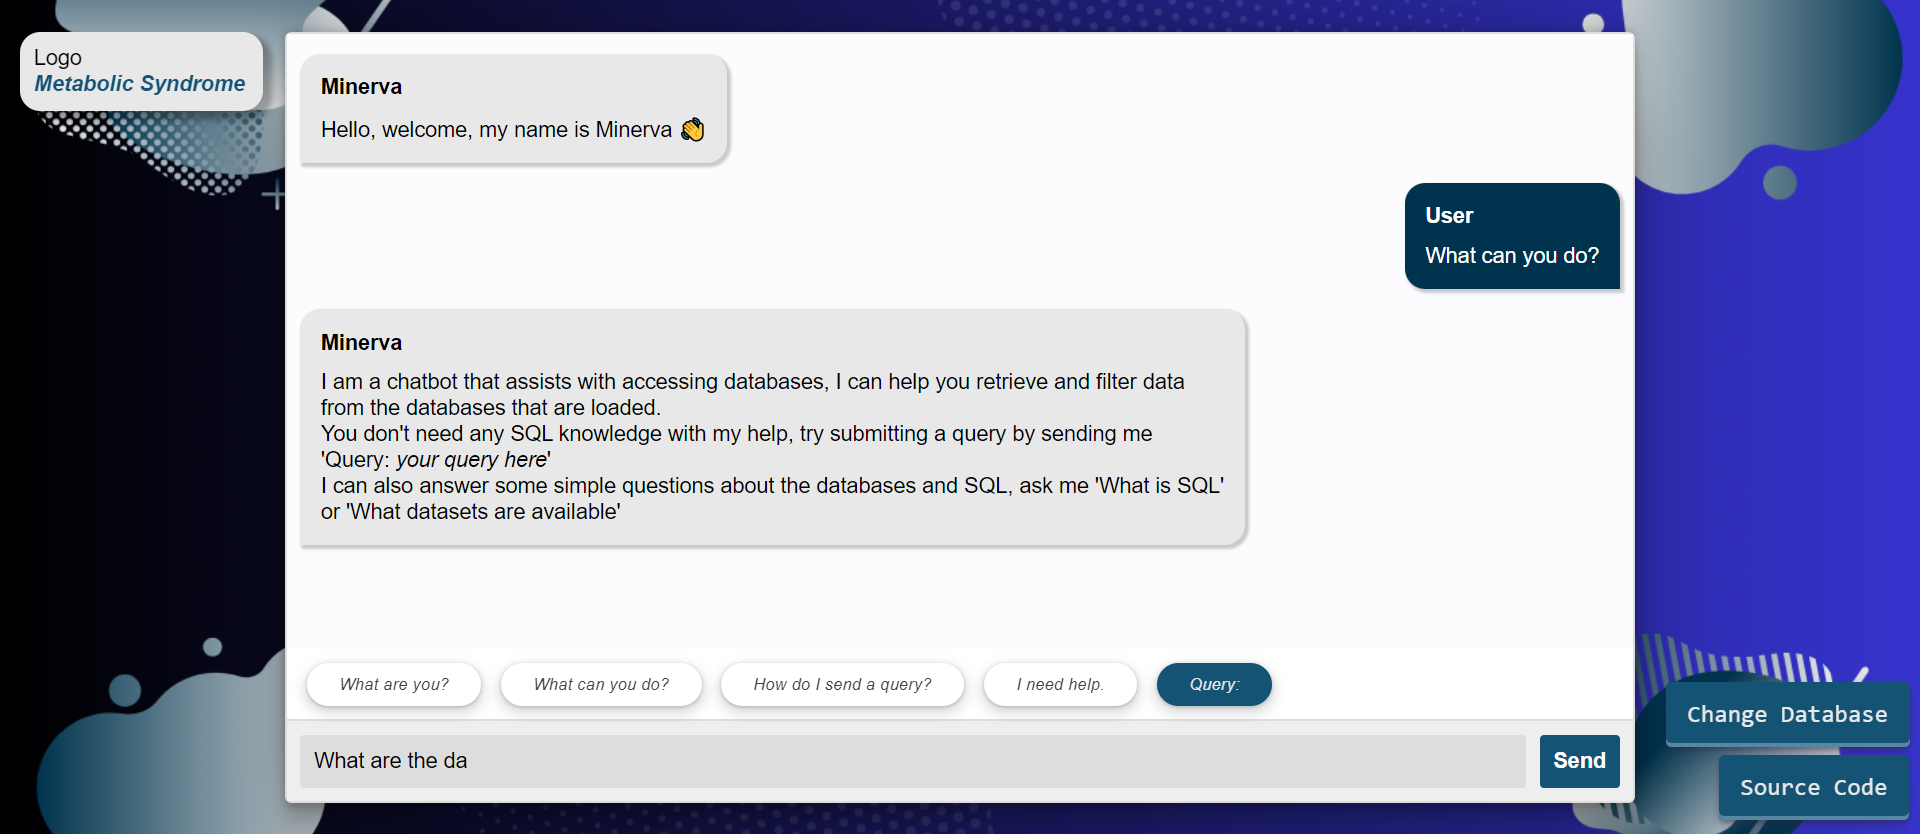 Logo
Metabolic Syndrome
Minerva
Hello, welcome, my name is Minerva 👏
User
What can you do?
Minerva
I am a chatbot that assists with accessing databases, I can help you retrieve and filter data
from the databases that are loaded.
You don't need any SQL knowledge with my help, try submitting a query by sending me
'Query: your query here'
I can also answer some simple questions about the databases and SQL, ask me 'What is SQL'
or 'What datasets are available'
What are you?
What can you do?
How do I send a query?
I need help.
Query:
What are the da
Send
Change Database
Source Code